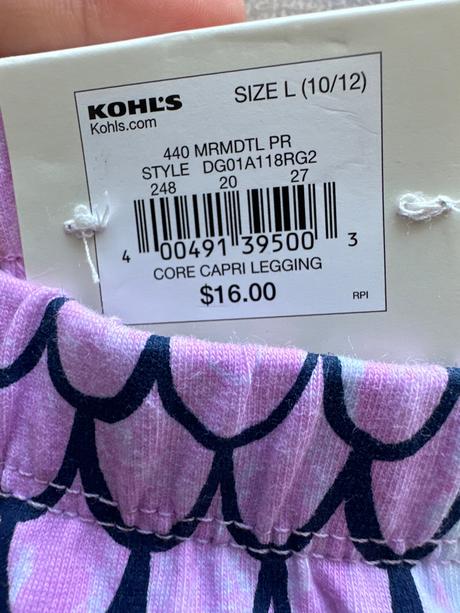 KOHL'S
Kohls.com
SIZE L (10/12)
440 MRMDTL PR
STYLE DG01A118RG2
248 20 27
4 00491 39500 3
CORE CAPRI LEGGING
$16.00
RPI